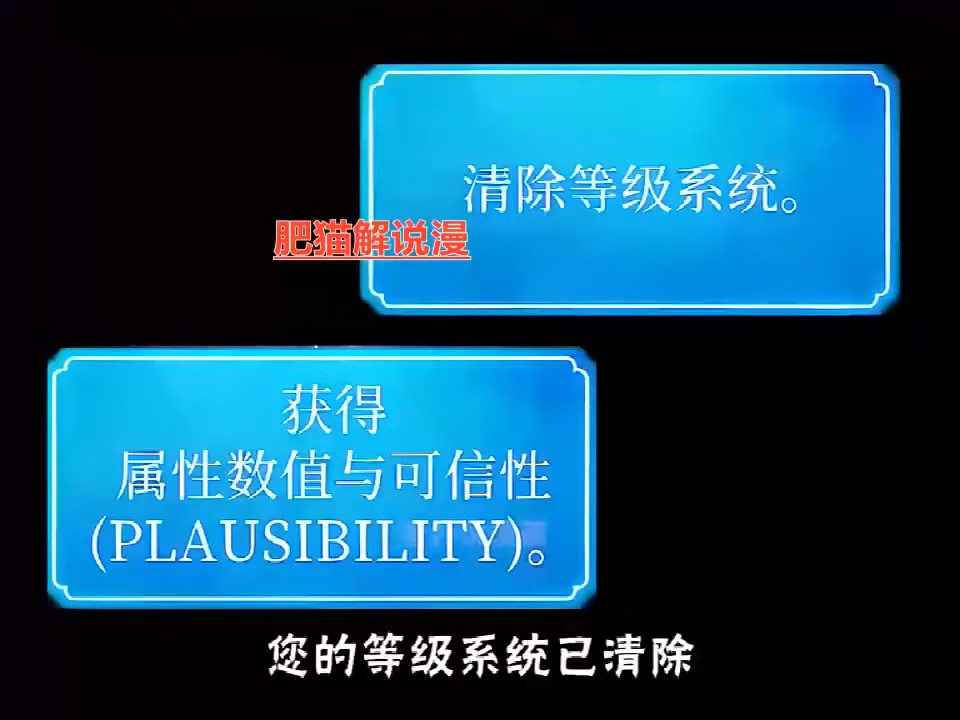 清除等级系统。
肥猫解说漫
获得
属性数值与可信性
(PLAUSIBILITY)。
您的等级系统已清除